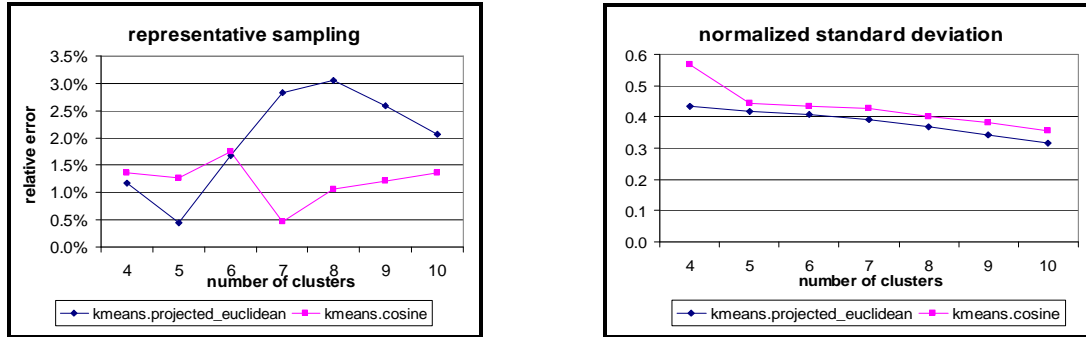 representative sampling
relative error
3.5%
3.0%
2.5%
2.0%
1.5%
1.0%
0.5%
0.0%
4 5 6 7 8 9 10
number of clusters
kmeans.projected_euclidean kmeans.cosine
normalized standard deviation
0.6
0.5
0.4
0.3
0.2
0.1
0.0
4 5 6 7 8 9 10
number of clusters
kmeans.projected_euclidean kmeans.cosine